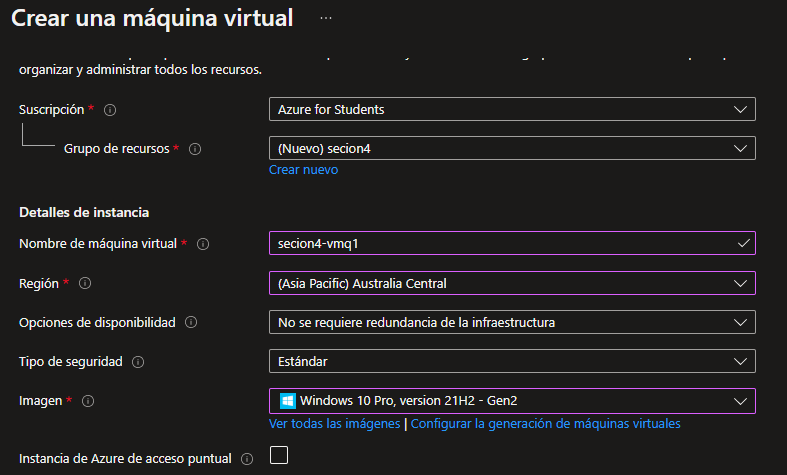 Crear una máquina virtual ...
organizar y administrar todos los recursos.
Suscripción * Azure for Students
Grupo de recursos * (Nuevo) secion4
Crear nuevo
Detalles de instancia
Nombre de máquina virtual * secion4-vmq1
Región * (Asia Pacific) Australia Central
Opciones de disponibilidad No se requiere redundancia de la infraestructura
Tipo de seguridad Estándar
Imagen * Windows 10 Pro, version 21H2 - Gen2
Ver todas las imágenes | Configurar la generación de máquinas virtuales
Instancia de Azure de acceso puntual